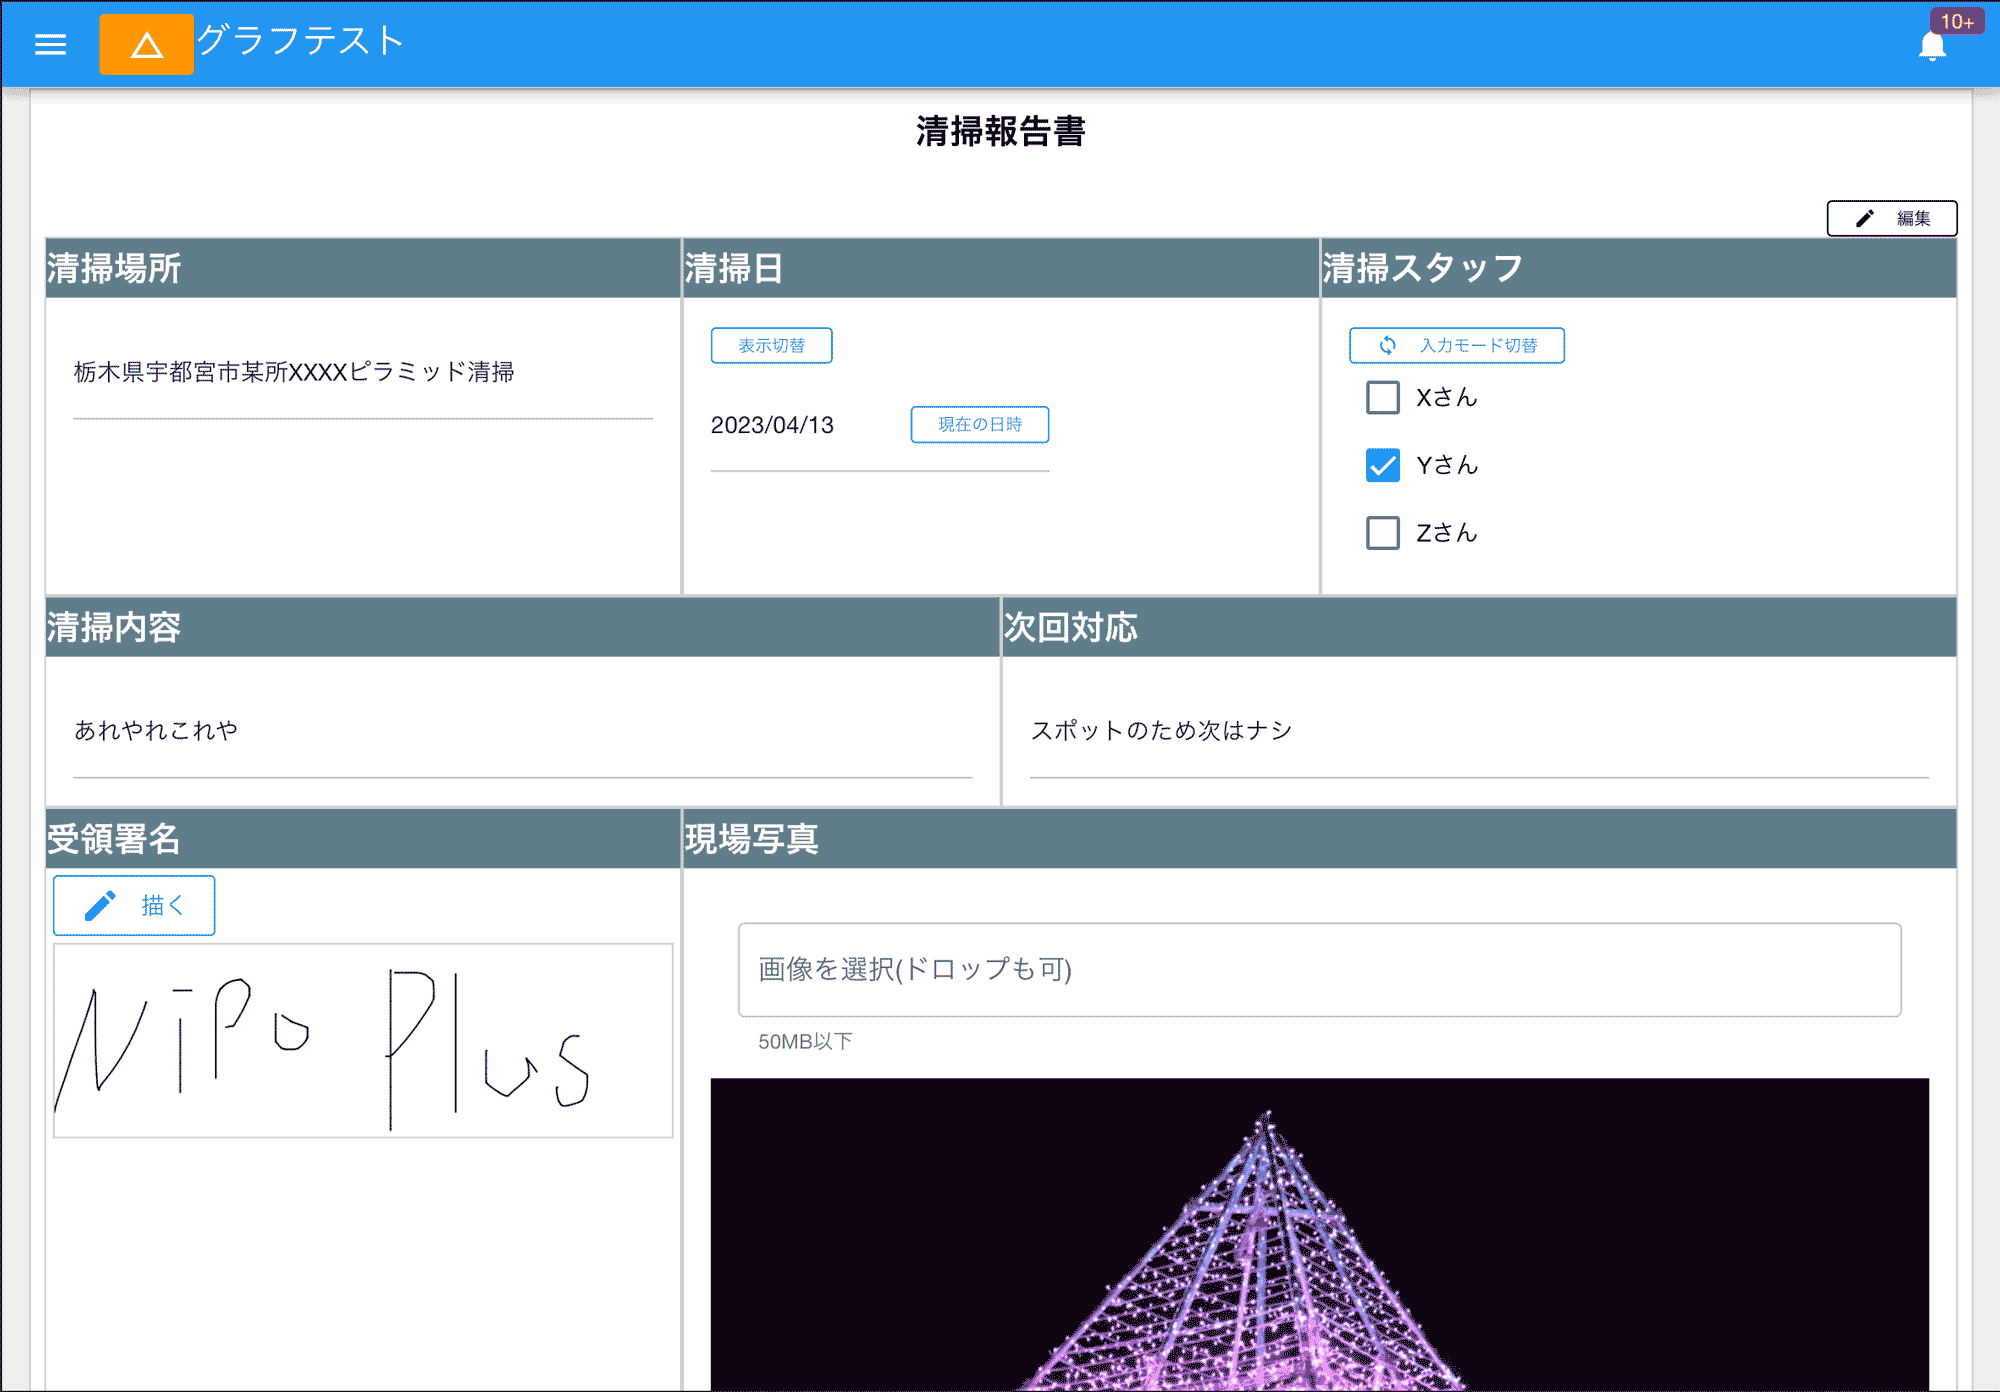 グラフテスト
10+
清掃報告書
編集
清掃場所
清掃日
清掃スタッフ
栃木県宇都宮市某所XXXXピラミッド清掃
表示切替
2023/04/13
現在の日時
入力モード切替
Xさん
Yさん
Zさん
清掃内容
次回対応
あれやれこれや
スポットのため次はナシ
受領署名
現場写真
描く
NiPo Plus
画像を選択(ドロップも可)
50MB以下